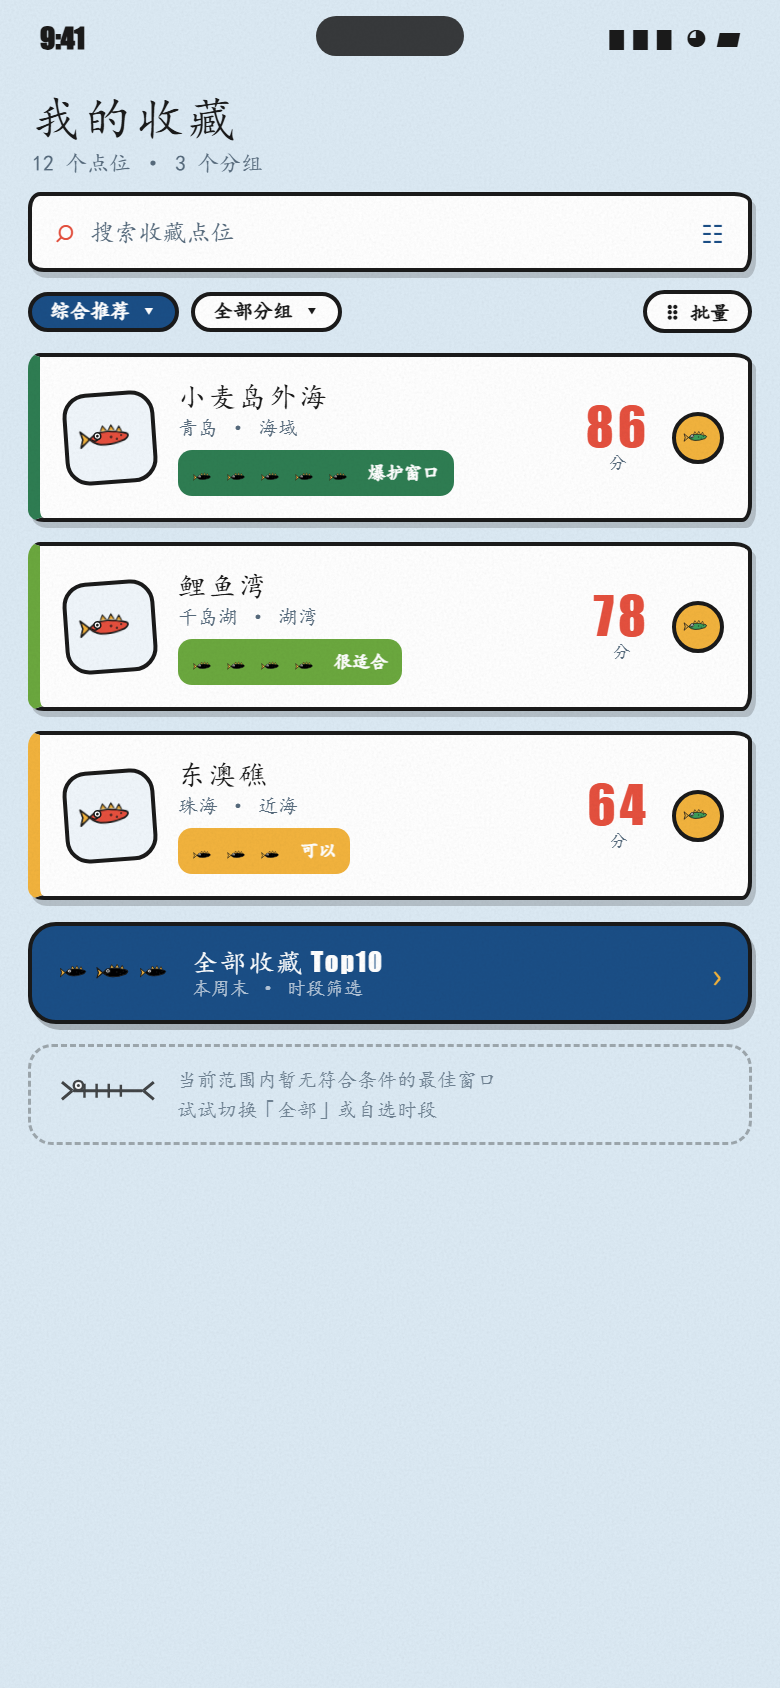 9:41
我的收藏
12 个点位 • 3 个分组
搜索收藏点位
综合推荐 ▼
全部分组 ▼
批量
小麦岛外海
青岛 • 海域
爆护窗口
86
分
鲤鱼湾
千岛湖 • 湖湾
很适合
78
分
东澳礁
珠海 • 近海
可以
64
分
全部收藏 Top10
本周末 • 时段筛选
当前范围内暂无符合条件的最佳窗口
试试切换「全部」或自选时段